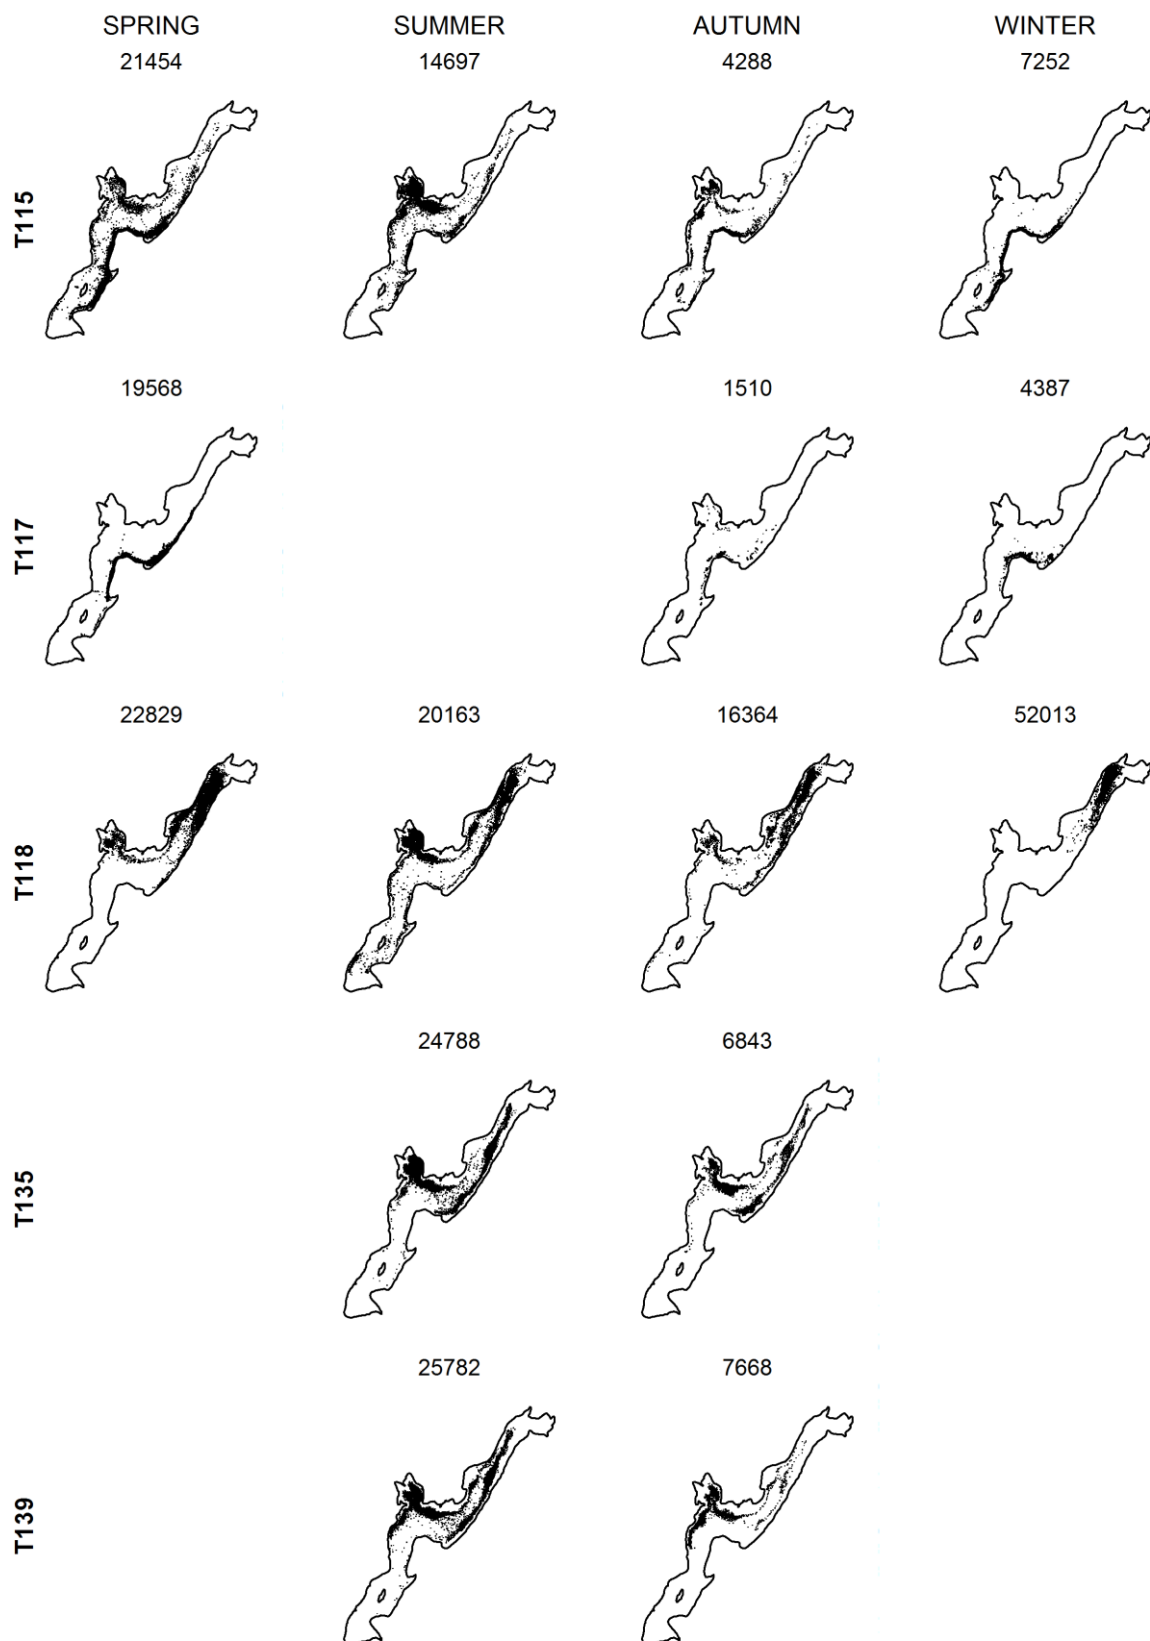 SPRING SUMMER AUTUMN WINTER
21454 14697 4288 7252
T115
19568 1510 4387
T117
22829 20163 16364 52013
T118
24788 6843
T135
25782 7668
T139